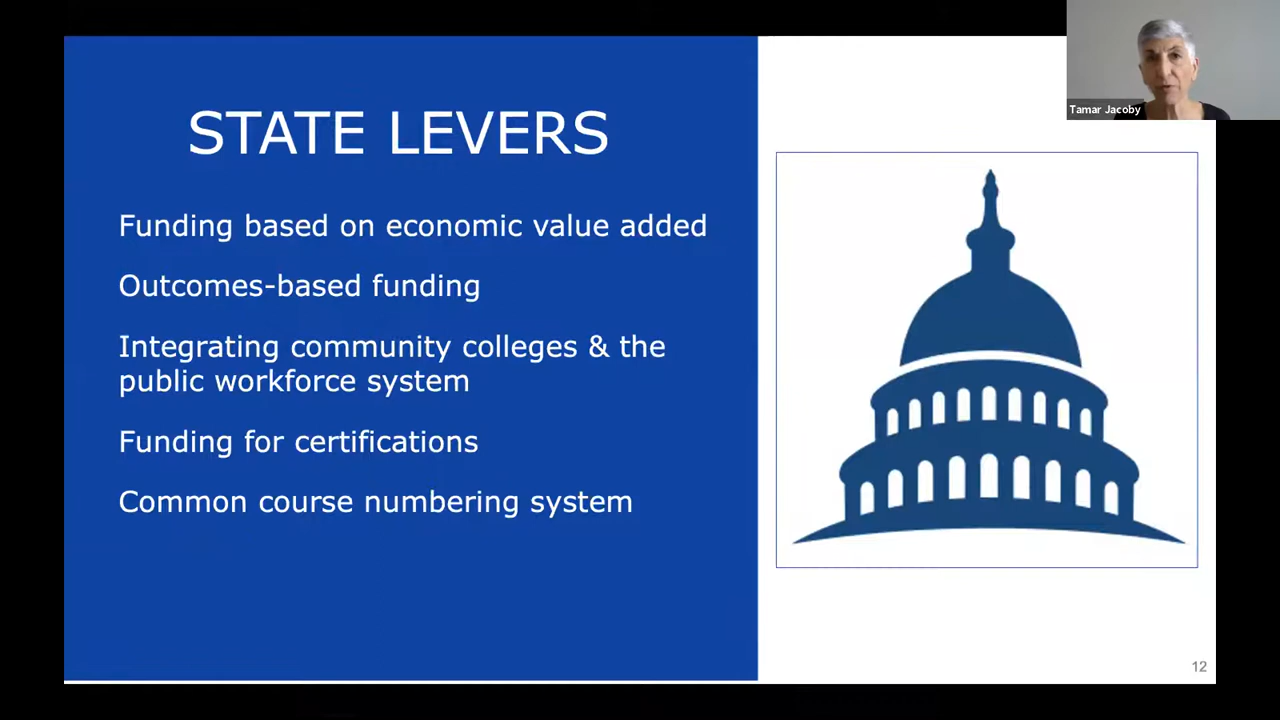 Tamar Jacoby
STATE LEVERS
Funding based on economic value added
Outcomes-based funding
Integrating community colleges & the
public workforce system
Funding for certifications
Common course numbering system
12